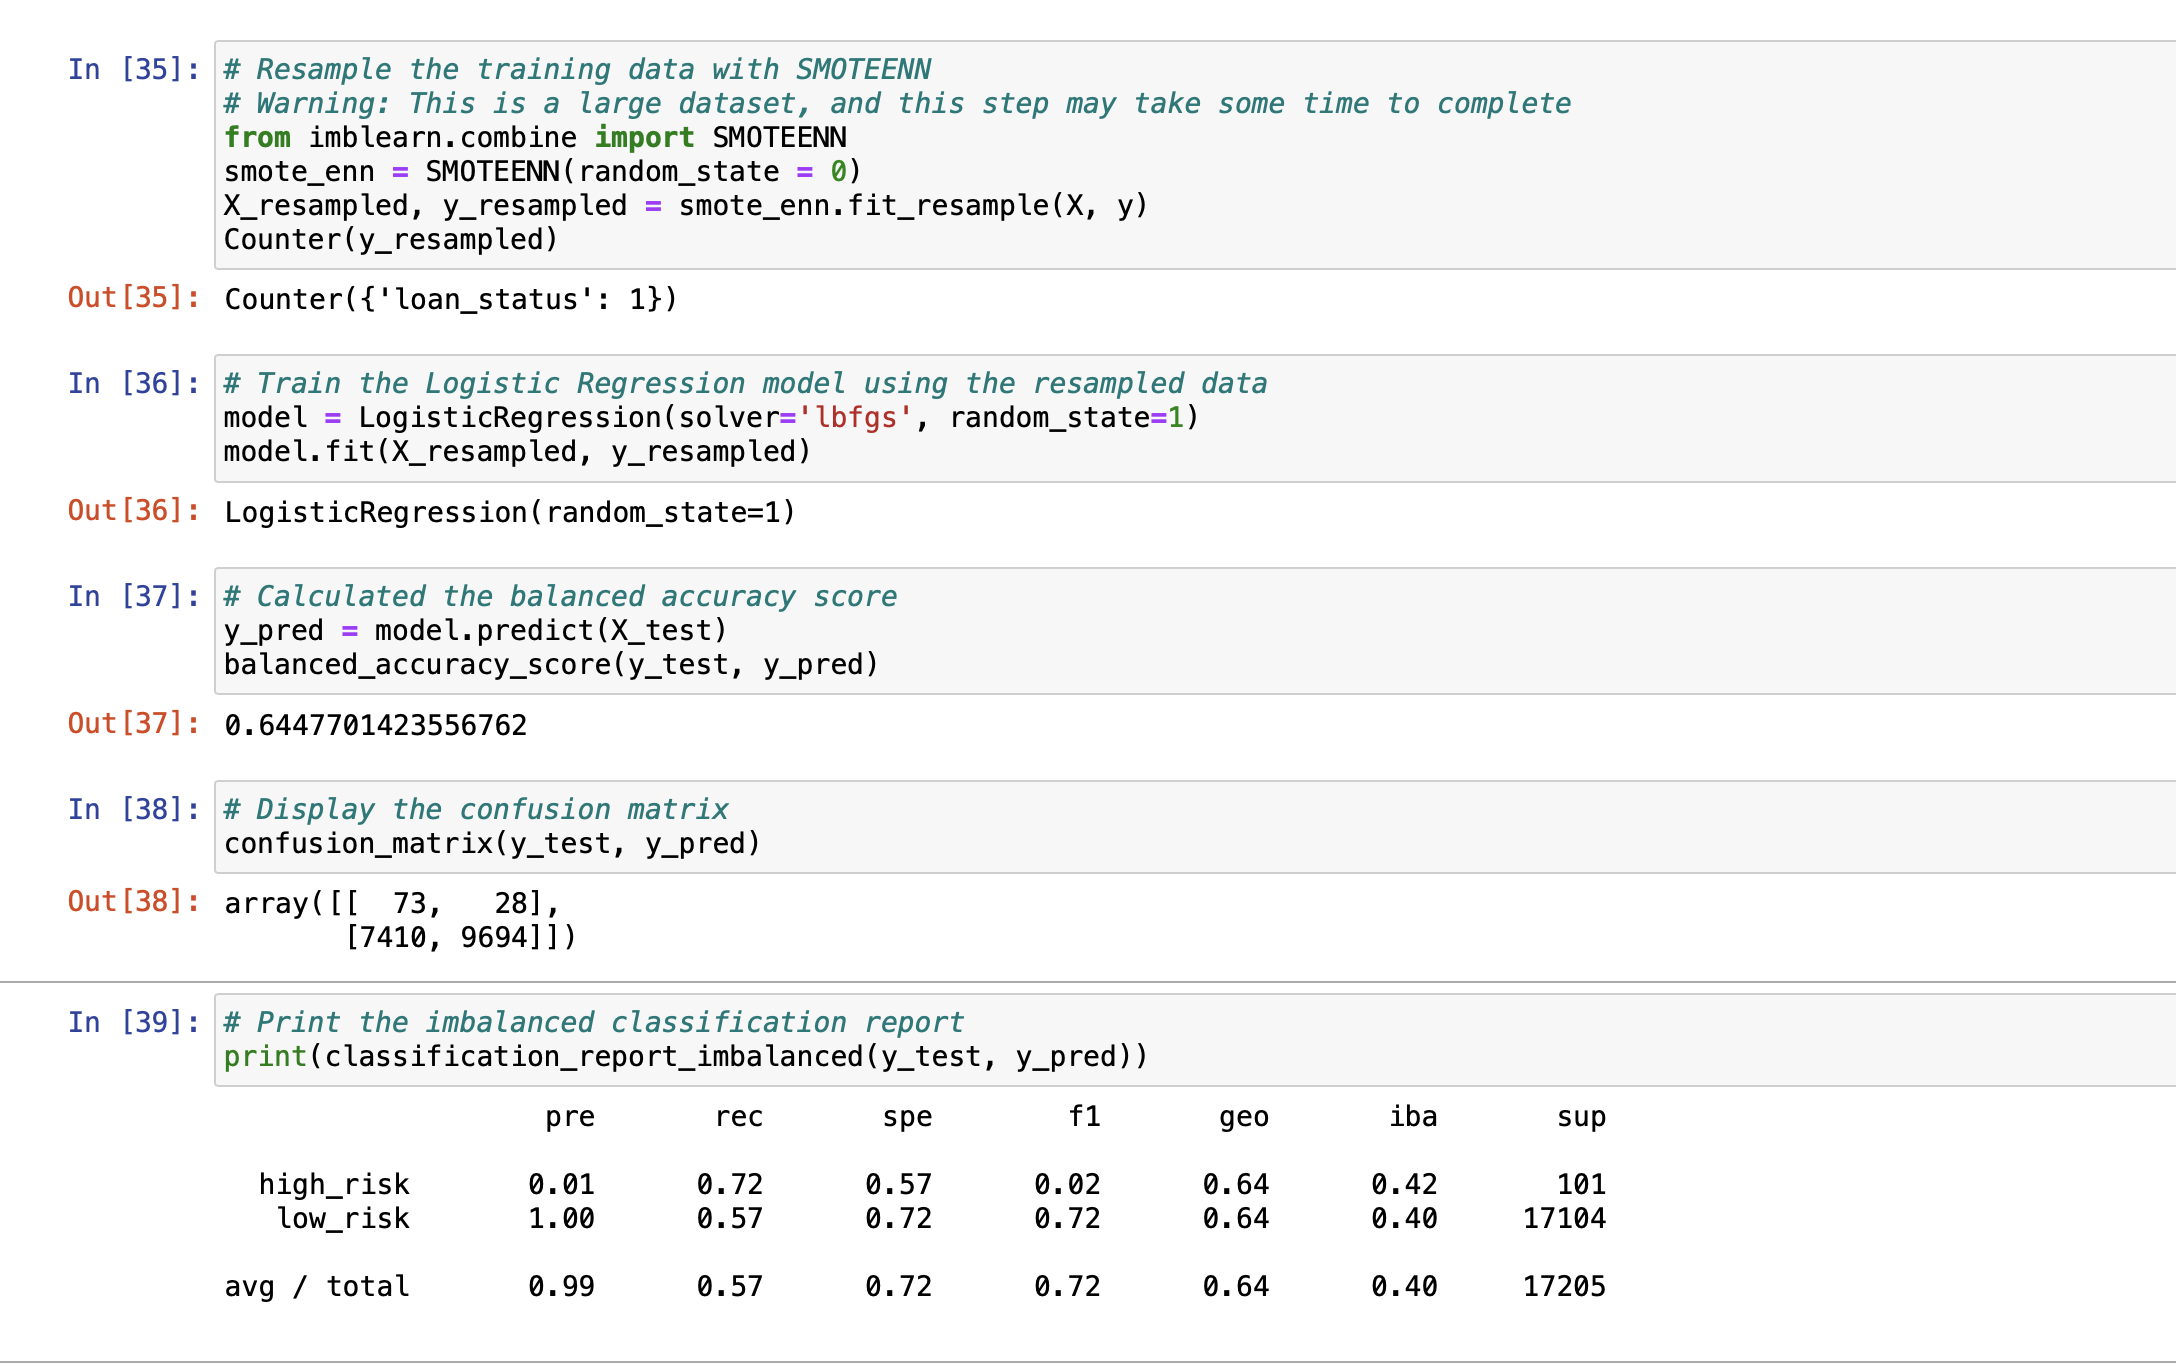 In [35]: # Resample the training data with SMOTEENN
# Warning: This is a large dataset, and this step may take some time to complete
from imblearn.combine import SMOTEENN
smote_enn = SMOTEENN(random_state = 0)
X_resampled, y_resampled = smote_enn.fit_resample(X, y)
Counter(y_resampled)
Out[35]: Counter({'loan_status': 1})
In [36]: # Train the Logistic Regression model using the resampled data
model = LogisticRegression(solver='lbfgs', random_state=1)
model.fit(X_resampled, y_resampled)
Out[36]: LogisticRegression(random_state=1)
In [37]: # Calculated the balanced accuracy score
y_pred = model.predict(X_test)
balanced_accuracy_score(y_test, y_pred)
Out[37]: 0.6447701423556762
In [38]: # Display the confusion matrix
confusion_matrix(y_test, y_pred)
Out[38]: array([[  73,   28],
       [7410, 9694]])
In [39]: # Print the imbalanced classification report
print(classification_report_imbalanced(y_test, y_pred))
pre rec spe f1 geo iba sup
high_risk 0.01 0.72 0.57 0.02 0.64 0.42 101
low_risk 1.00 0.57 0.72 0.72 0.64 0.40 17104
avg / total 0.99 0.57 0.72 0.72 0.64 0.40 17205